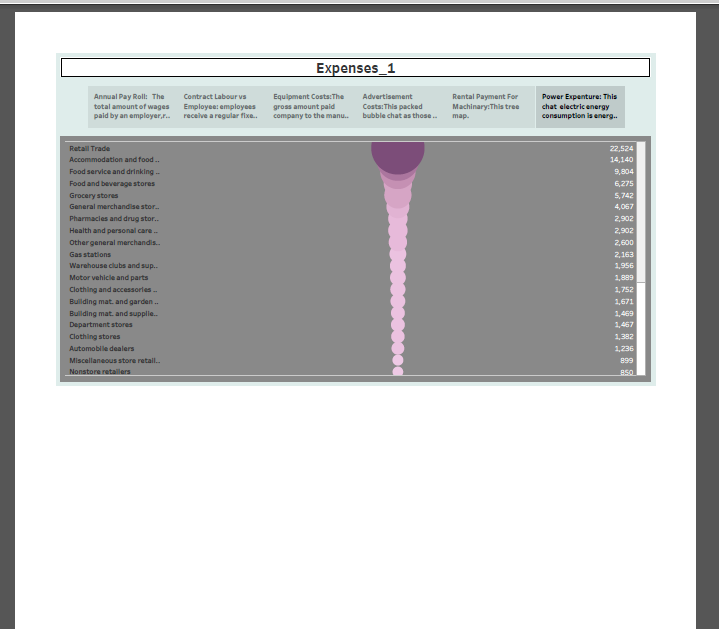 Expenses_1
Annual Pay Roll: The total amount of wages paid by an employer,r..
Contract Labour vs Employee: employees receive a regular fixe..
Equipment Costs:The gross amount paid company to the manu..
Advertisement Costs:This packed bubble chat as those ..
Rental Payment For Machinary:This tree map.
Power Expenture: This chat electric energy consumption is energ..
Retail Trade 22,524
Accommodation and food .. 14,140
Food service and drinking .. 9,804
Food and beverage stores 6,275
Grocery stores 5,742
General merchandise stor.. 4,067
Pharmacies and drug stor.. 2,902
Health and personal care .. 2,902
Other general merchandis.. 2,600
Gas stations 2,163
Warehouse clubs and sup.. 1,956
Motor vehicle and parts 1,889
Clothing and accessories .. 1,752
Building mat. and garden .. 1,671
Building mat. and supplie.. 1,469
Department stores 1,467
Clothing stores 1,382
Automobile dealers 1,236
Miscellaneous store retail.. 899
Nonstore retailers 850